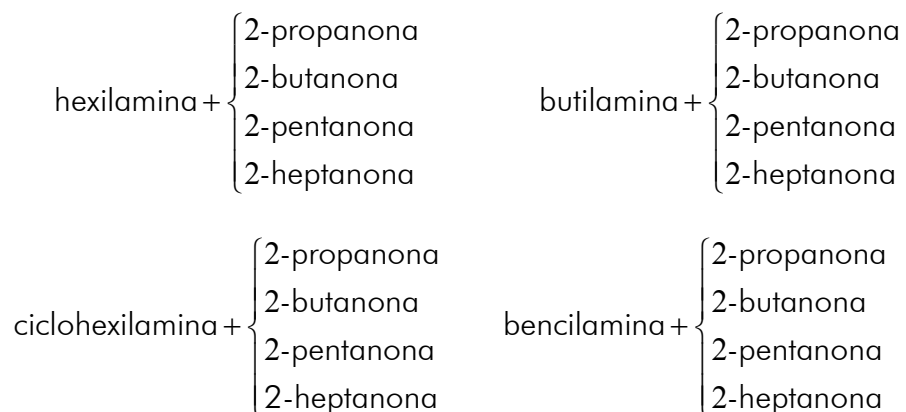 hexilamina + { 2-propanona
2-butanona
2-pentanona
2-heptanona
butilamina + { 2-propanona
2-butanona
2-pentanona
2-heptanona
ciclohexilamina + { 2-propanona
2-butanona
2-pentanona
2-heptanona
bencilamina + { 2-propanona
2-butanona
2-pentanona
2-heptanona